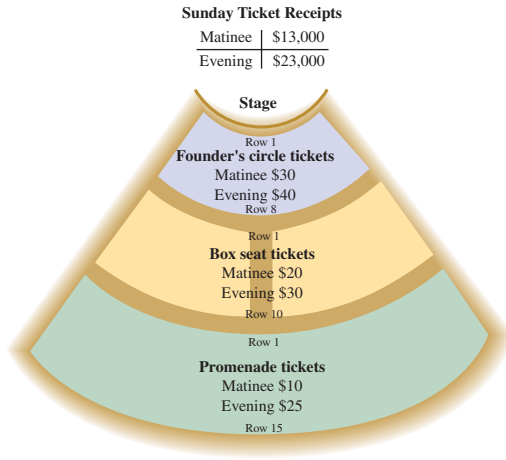 Sunday Ticket Receipts
Matinee $13,000
Evening $23,000
Stage
Row 1
Founder's circle tickets
Matinee $30
Evening $40
Row 8
Row 1
Box seat tickets
Matinee $20
Evening $30
Row 10
Row 1
Promenade tickets
Matinee $10
Evening $25
Row 15